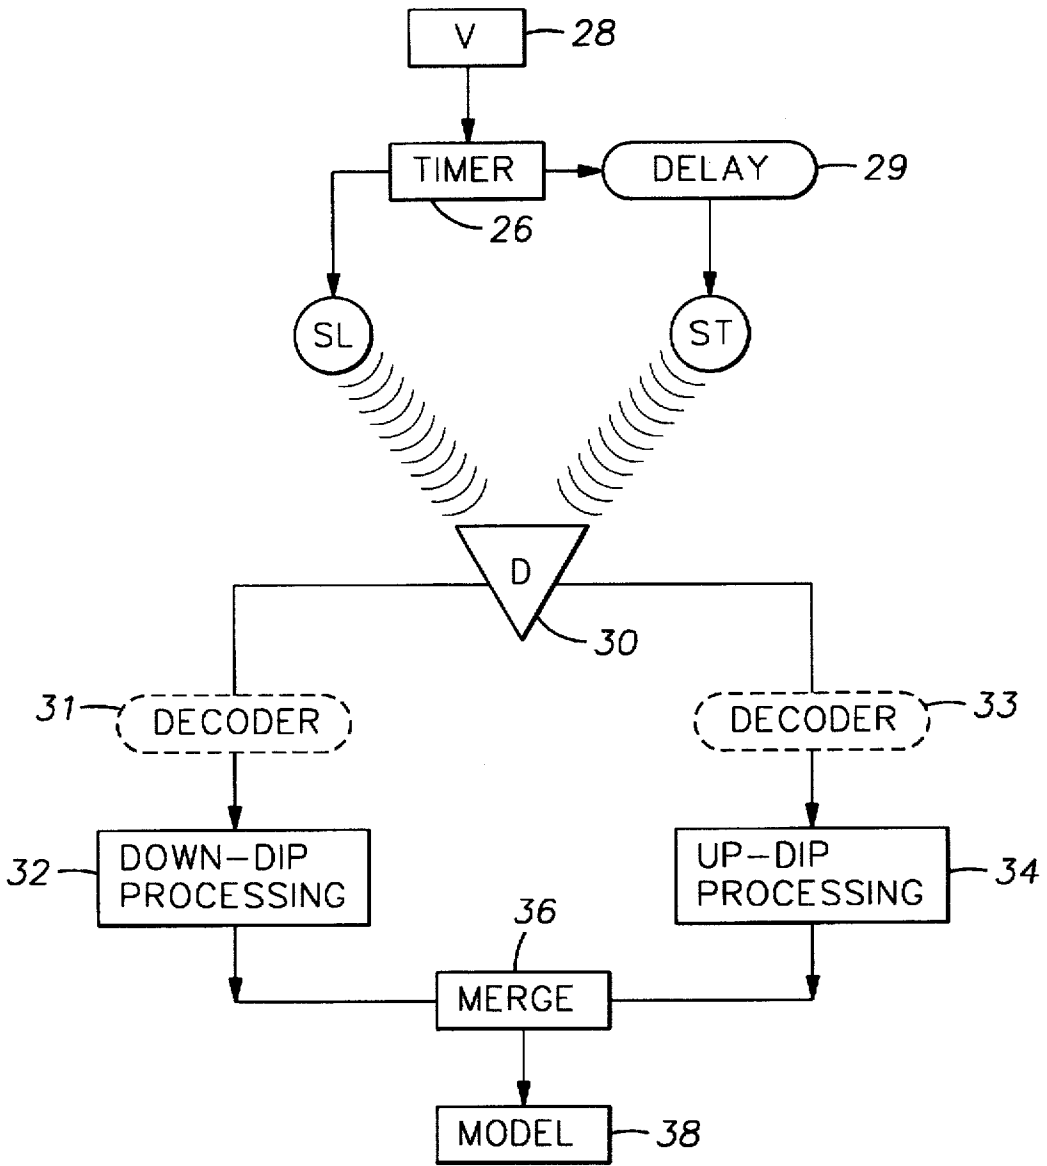 V
28
TIMER
26
DELAY
29
SL
ST
D
30
31
DECODER
DECODER
33
32
DOWN-DIP
PROCESSING
UP-DIP
PROCESSING
34
36
MERGE
MODEL
38